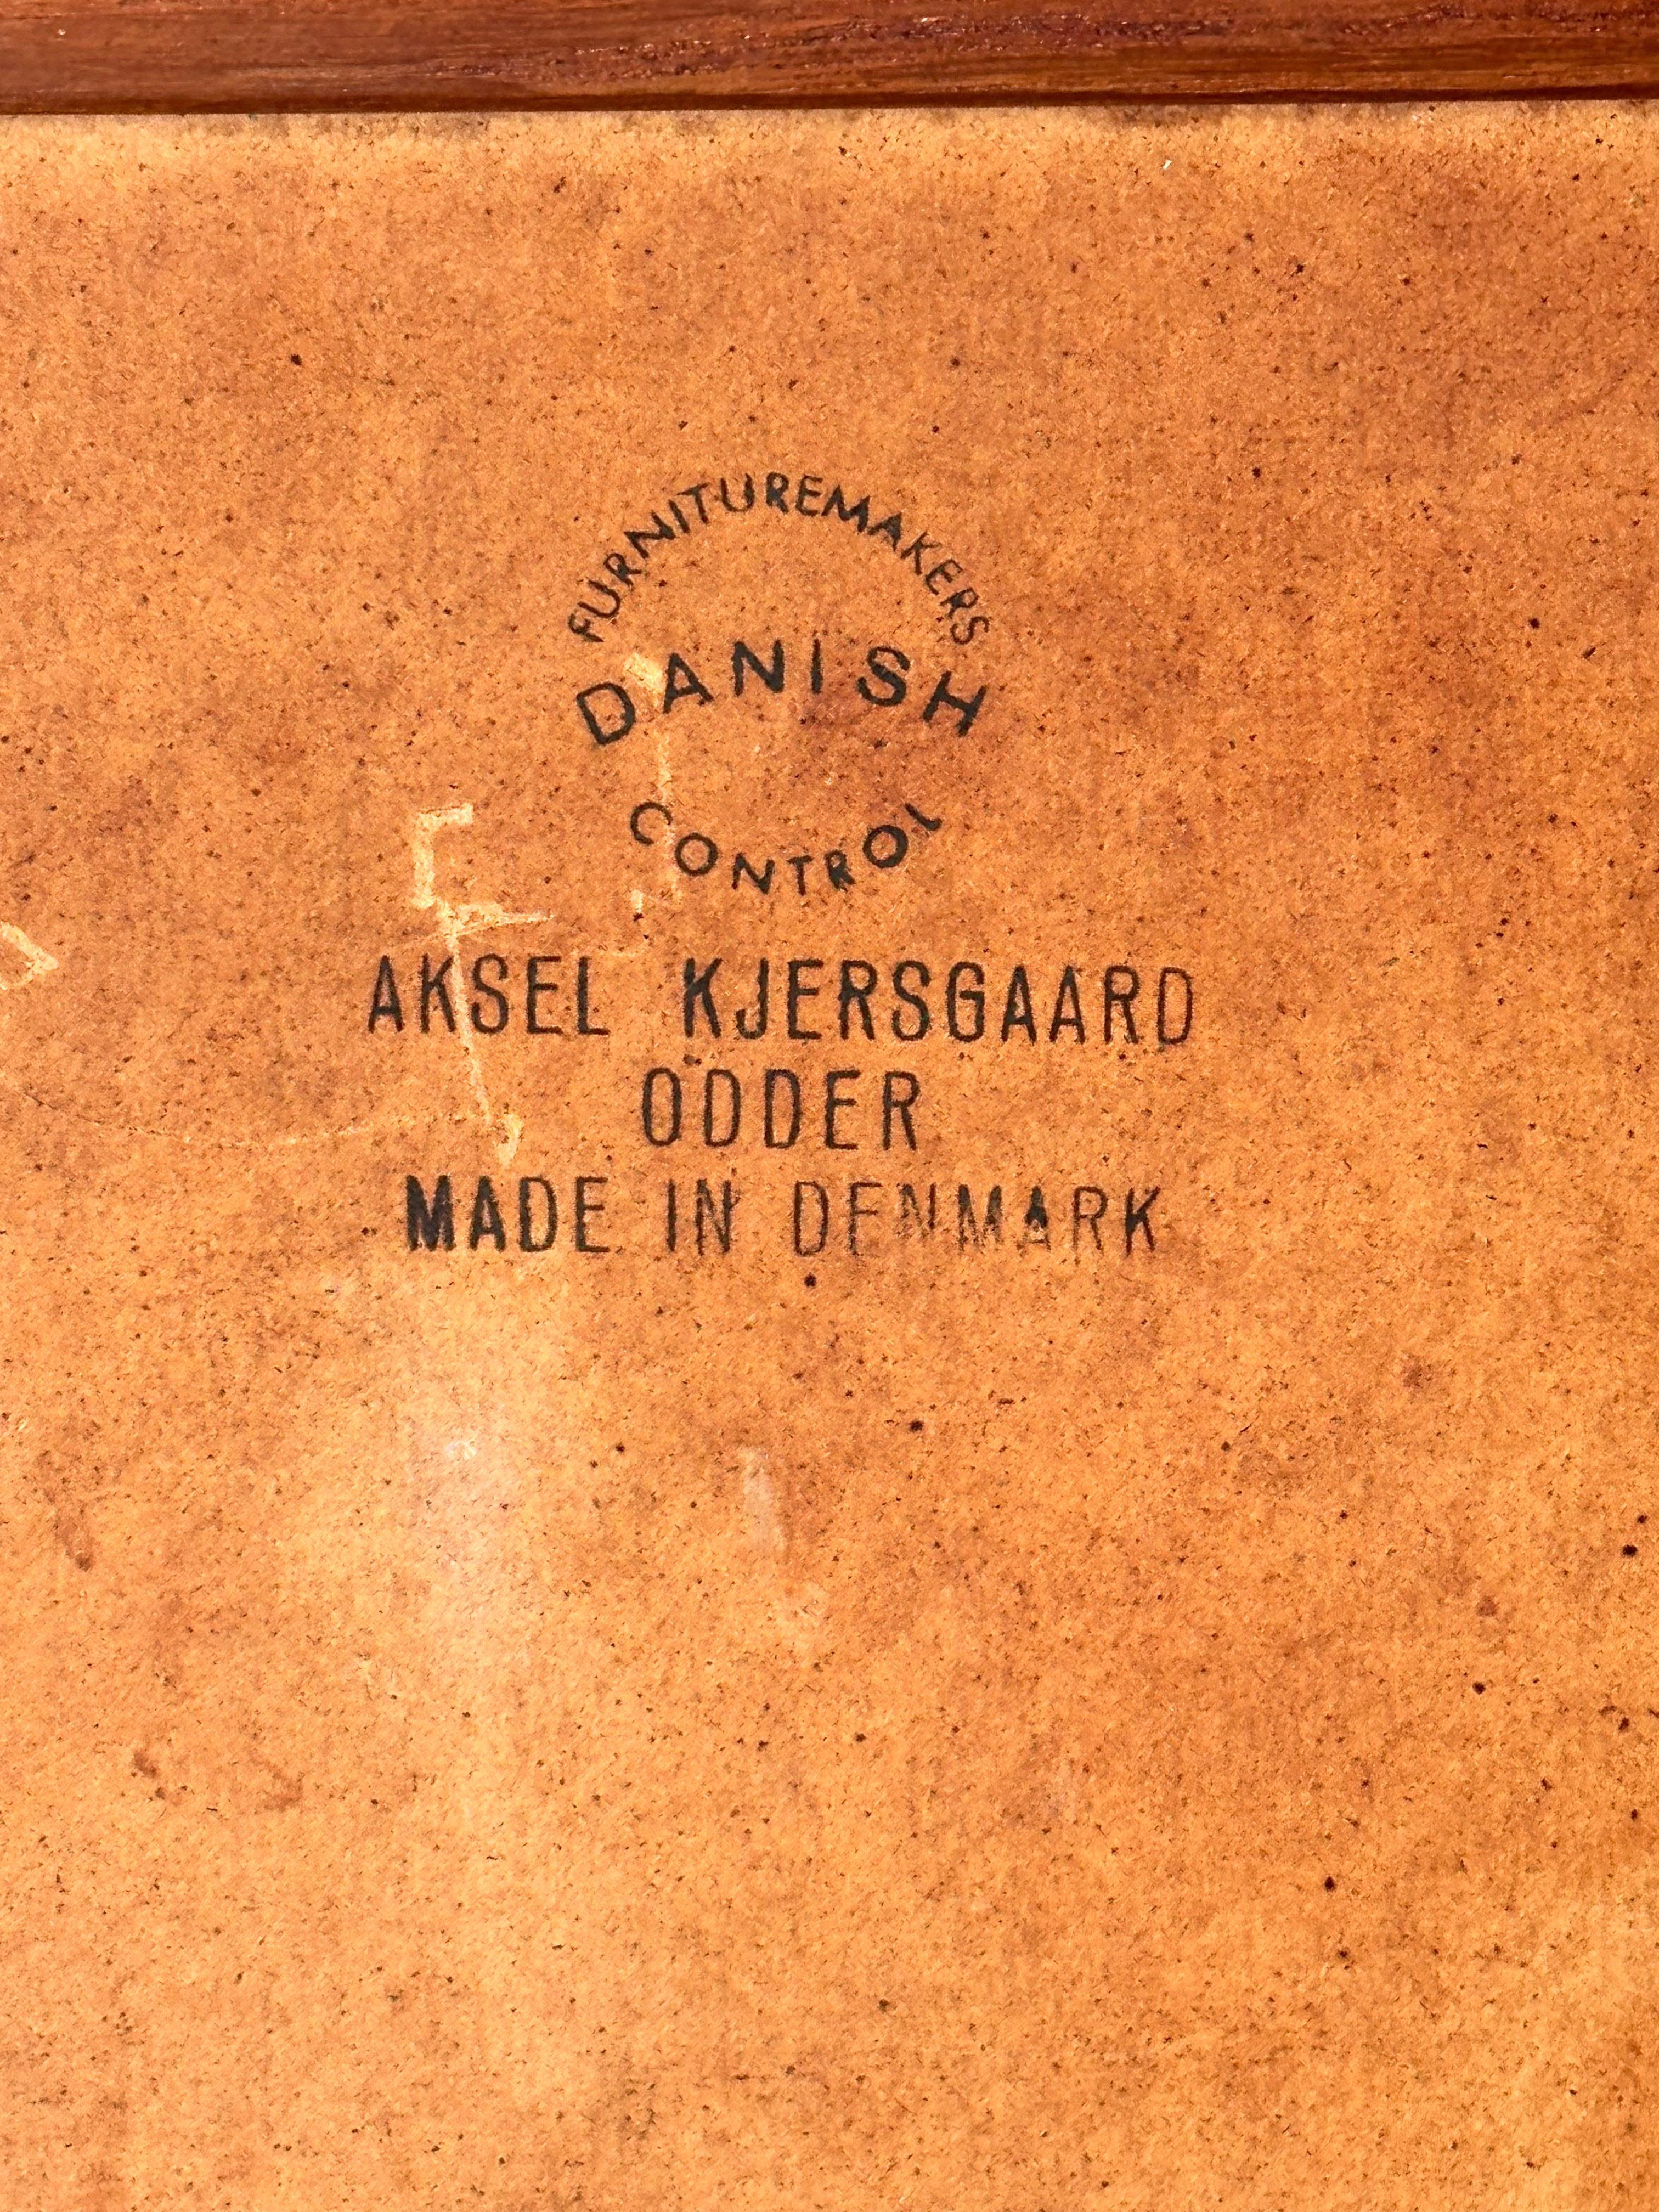 FURNITUREMAKERS
DANISH
CONTROL
AKSEL KJERSGAARD
ODDER
MADE IN DENMARK